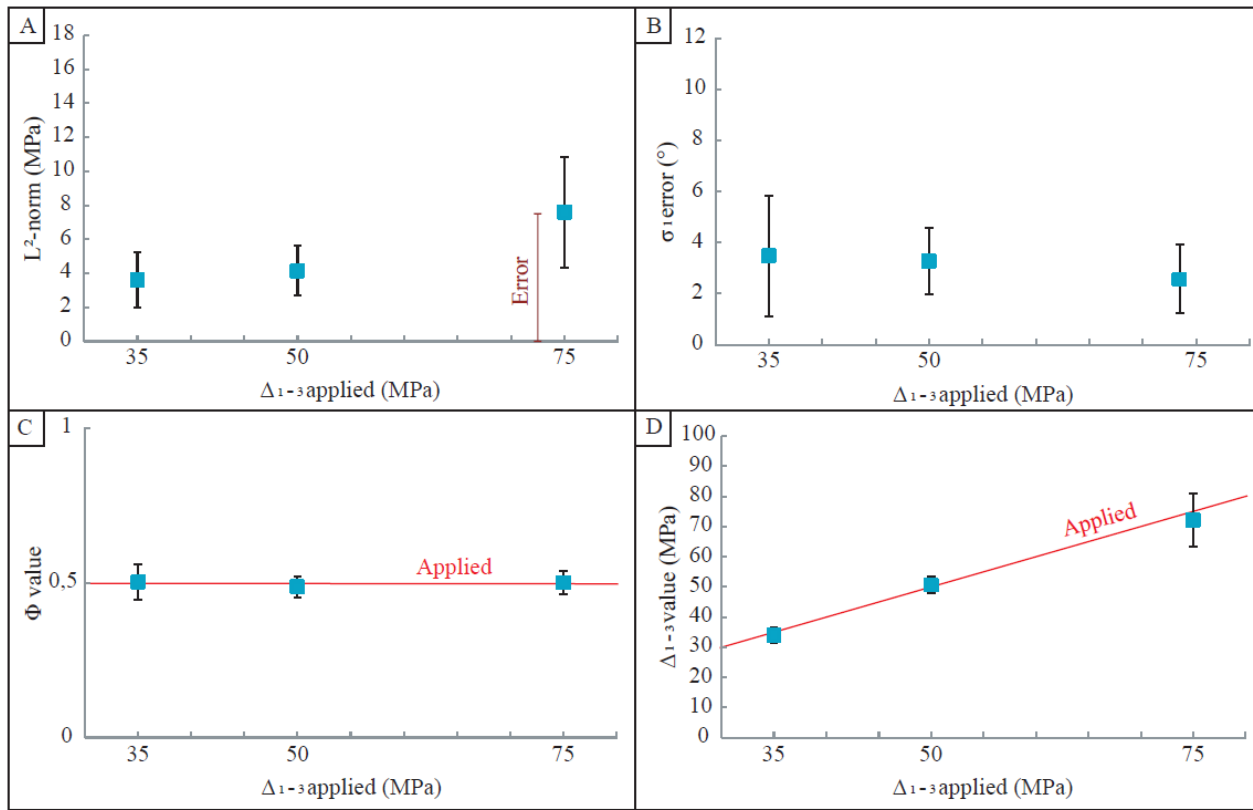 A
L²-norm (MPa)
18
16
14
12
10
8
6
4
2
0
Error
35 50 75
Δ₁₋₃ applied (MPa)
B
σ₁ error (°)
12
10
8
6
4
2
0
35 50 75
Δ₁₋₃ applied (MPa)
C
Φ value
1
0,5
0
Applied
35 50 75
Δ₁₋₃ applied (MPa)
D
Δ₁₋₃ value (MPa)
100
90
80
70
60
50
40
30
20
10
0
Applied
35 50 75
Δ₁₋₃ applied (MPa)